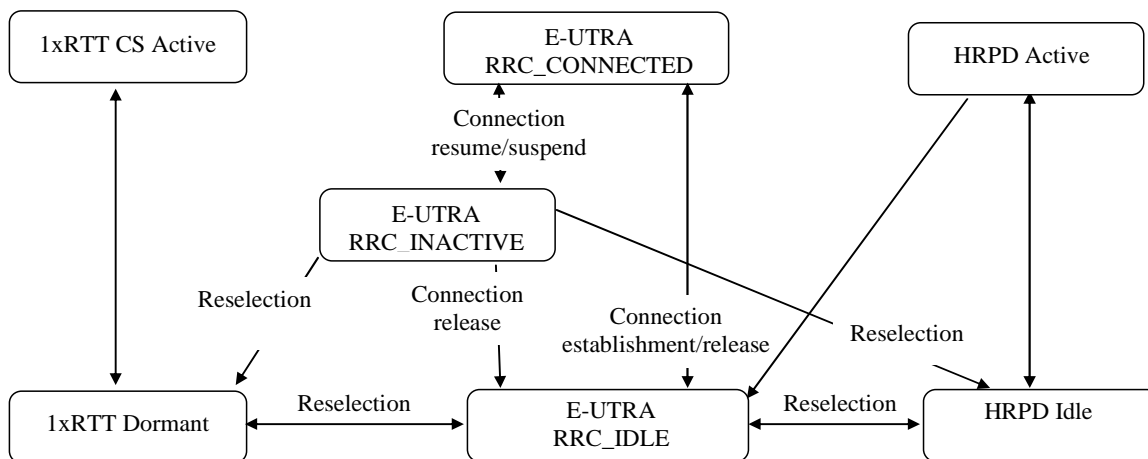 1xRTT CS Active
E-UTRA
RRC_CONNECTED
HRPD Active
Connection
resume/suspend
E-UTRA
RRC_INACTIVE
Reselection
Connection
release
Connection
establishment/release
Reselection
1xRTT Dormant
Reselection
E-UTRA
RRC_IDLE
Reselection
HRPD Idle